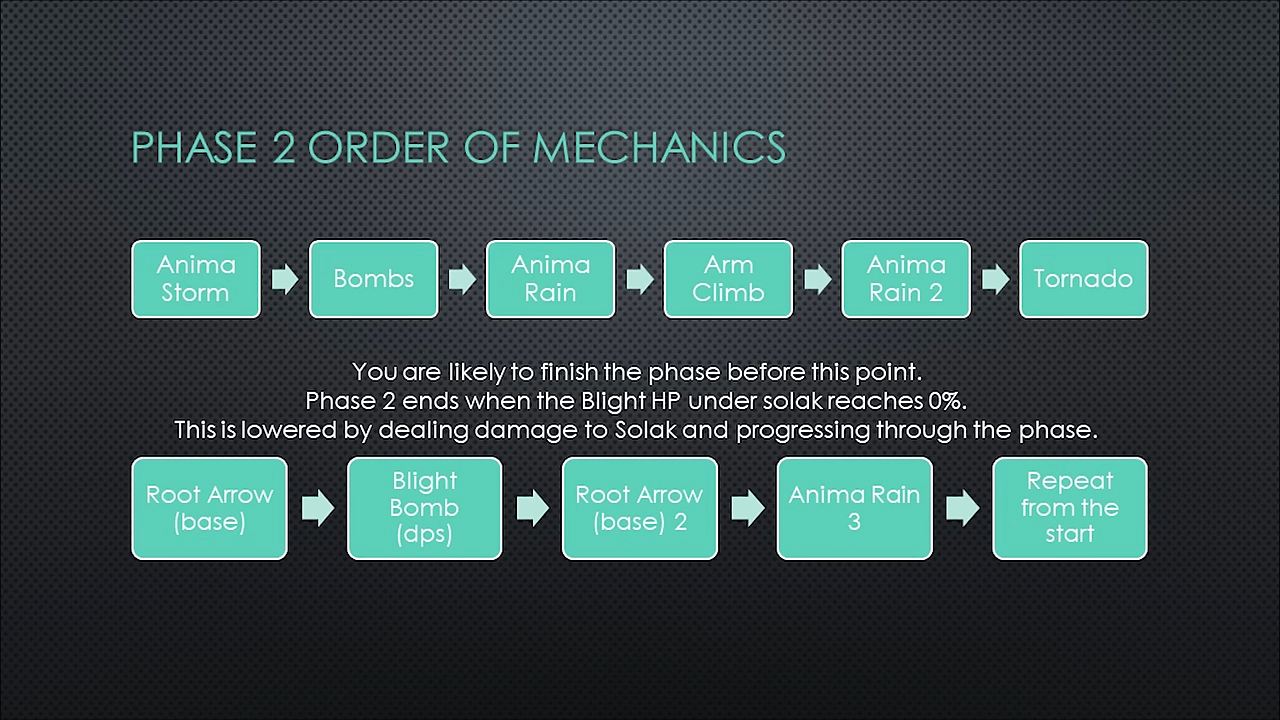 PHASE 2 ORDER OF MECHANICS
Anima
Storm
Bombs
Anima
Rain
Arm
Climb
Anima
Rain 2
Tornado
You are likely to finish the phase before this point.
Phase 2 ends when the Blight HP under solak reaches 0%.
This is lowered by dealing damage to Solak and progressing through the phase.
Root Arrow
(base)
Blight
Bomb
(dps)
Root Arrow
(base) 2
Anima Rain
3
Repeat
from the
start